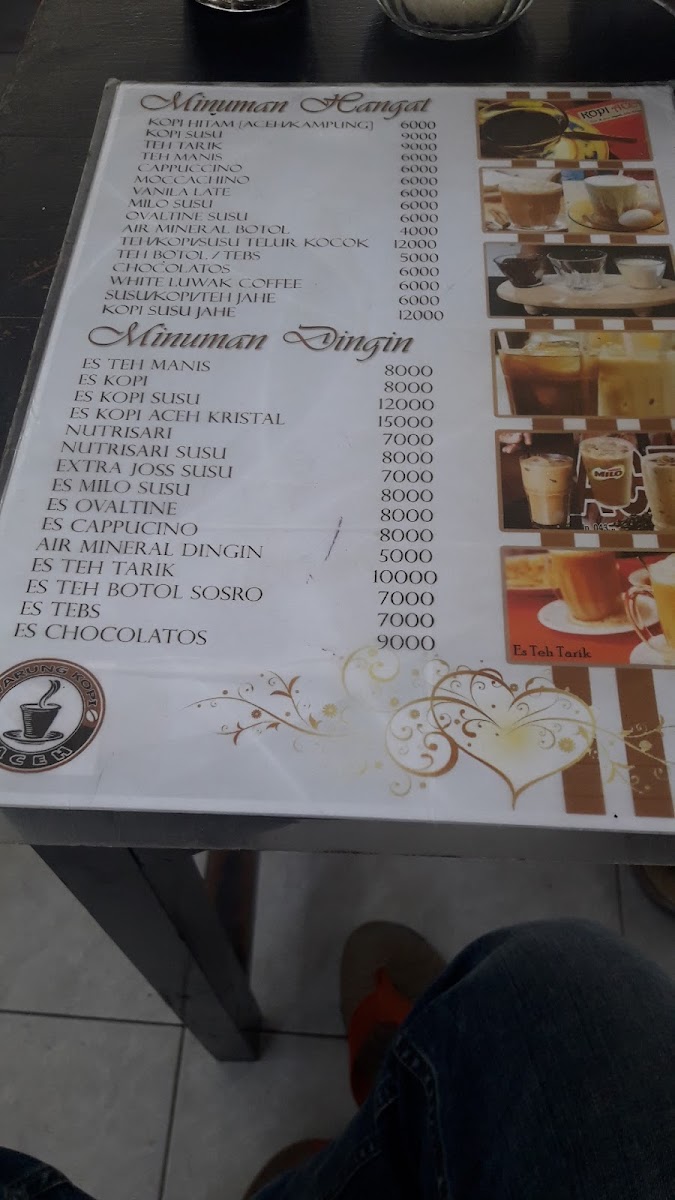 Minuman Hangat
KOPI HITAM (ACEH/KAMPUNG) 6000
KOPI SUSU 9000
TEH TARIK 9000
TEH MANIS 6000
CAPPUCCINO 6000
MOCCACHINO 6000
VANILA LATE 6000
MILO SUSU 6000
OVALTINE SUSU 6000
AIR MINERAL BOTOL 4000
TEH/KOPI/SUSU TELUR KOCOK 12000
TEH BOTOL / TEBS 5000
CHOCOLATOS 6000
WHITE LUWAK COFFEE 6000
SUSU/KOPI/TEH JAHE 6000
KOPI SUSU JAHE 12000
Minuman Dingin
ES TEH MANIS 8000
ES KOPI 8000
ES KOPI SUSU 12000
ES KOPI ACEH KRISTAL 15000
NUTRISARI 7000
NUTRISARI SUSU 8000
EXTRA JOSS SUSU 7000
ES MILO SUSU 8000
ES OVALTINE 8000
ES CAPPUCINO 8000
AIR MINERAL DINGIN 5000
ES TEH TARIK 10000
ES TEH BOTOL SOSRO 7000
ES TEBS 7000
ES CHOCOLATOS 9000
KOPI
MILO
Es Teh Tarik
WARUNG KOPI
ACEH